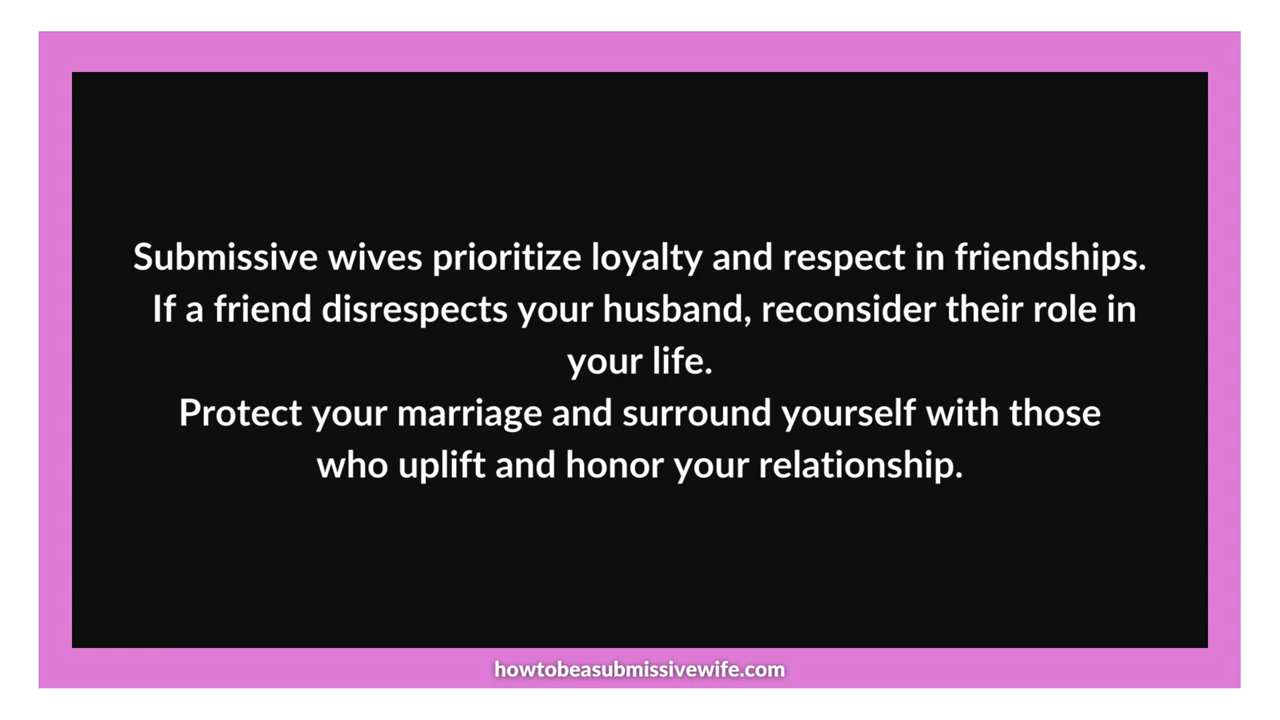 Submissive wives prioritize loyalty and respect in friendships.
If a friend disrespects your husband, reconsider their role in
your life.
Protect your marriage and surround yourself with those
who uplift and honor your relationship.
howtobeasubmissivewife.com